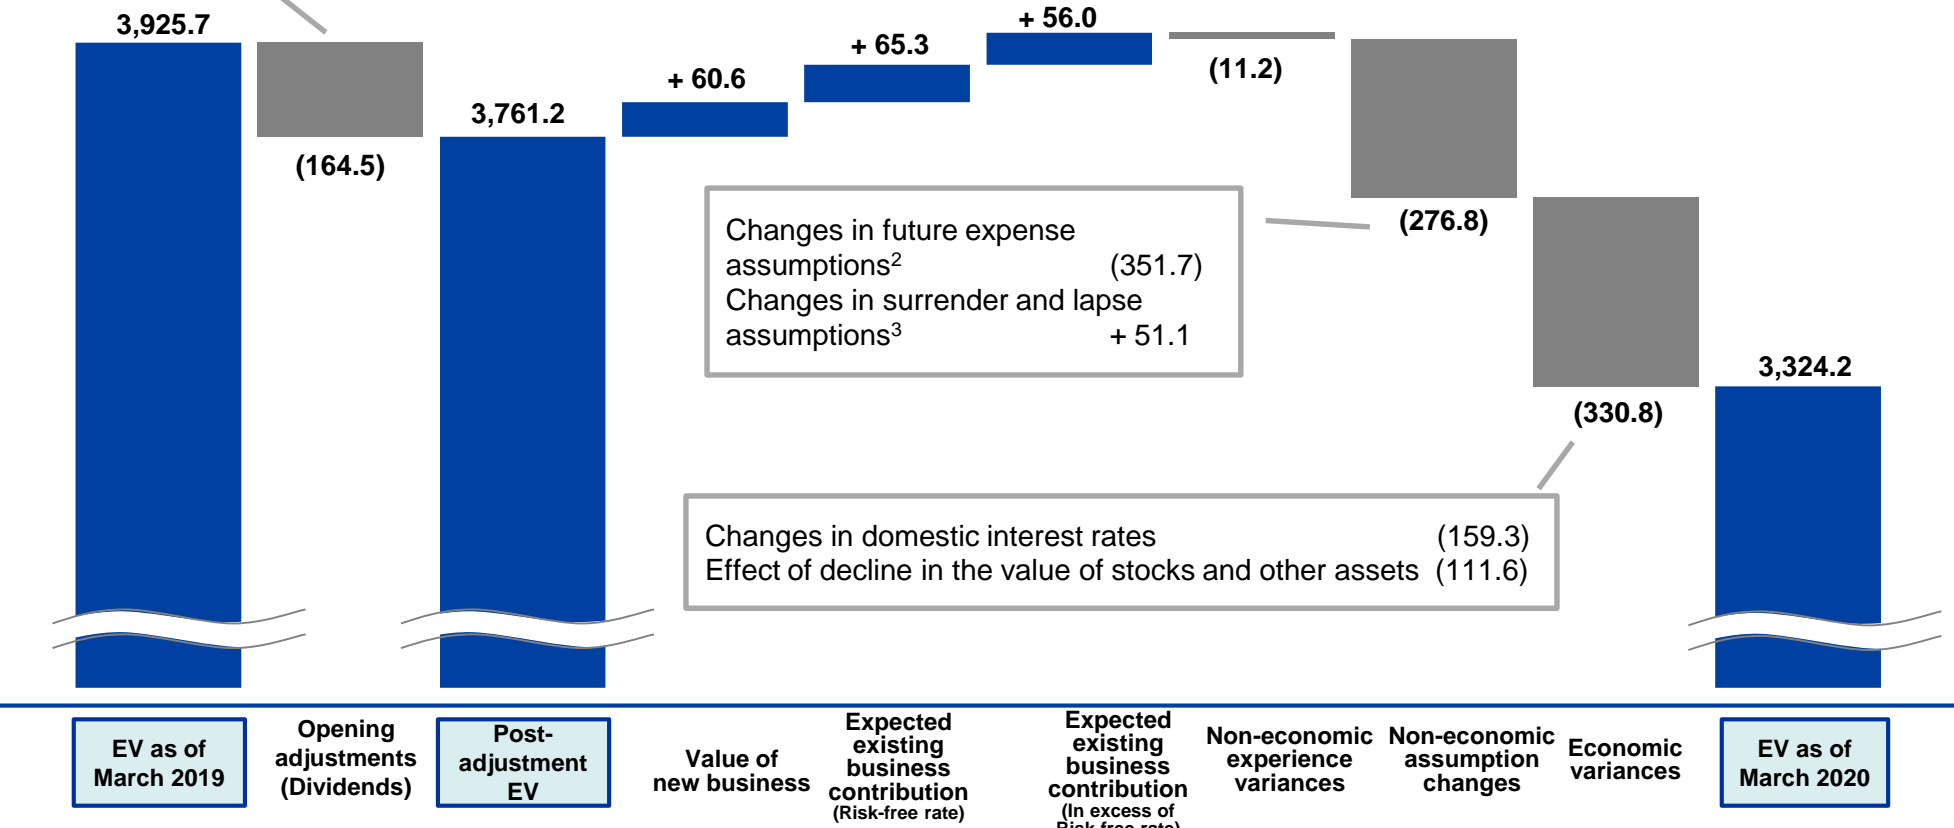 3,925.7
(164.5)
3,761.2
+ 60.6
+ 65.3
+ 56.0
(11.2)
(276.8)
(330.8)
3,324.2
Changes in future expense
assumptions2 (351.7)
Changes in surrender and lapse
assumptions3 + 51.1
Changes in domestic interest rates (159.3)
Effect of decline in the value of stocks and other assets (111.6)
EV as of
March 2019
Opening
adjustments
(Dividends)
Post-
adjustment
EV
Value of
new business
Expected
existing
business
contribution
(Risk-free rate)
Expected
existing
business
contribution
(In excess of
Risk-free rate)
Non-economic
experience
variances
Non-economic
assumption
changes
Economic
variances
EV as of
March 2020